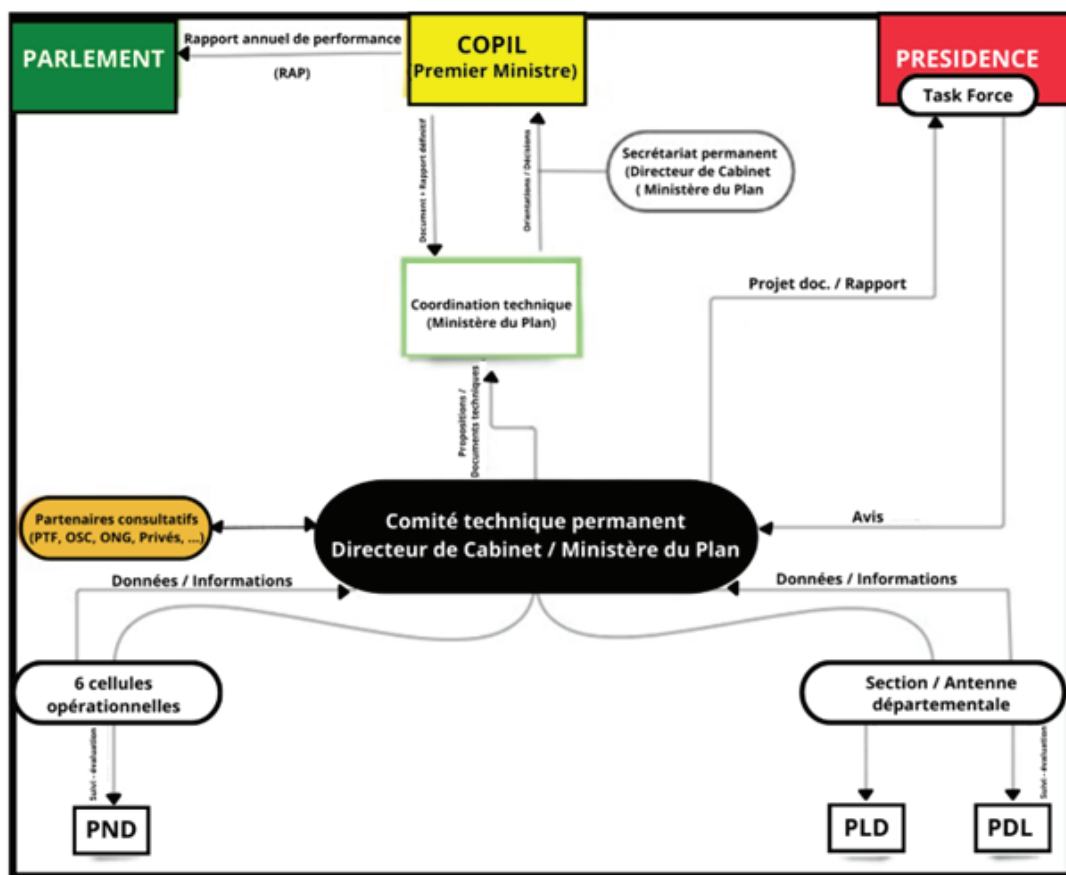 PARLEMENT
Rapport annuel de performance
(RAP)
COPIL
Premier Ministre)
PRESIDENCE
Task Force
Document + Rapport définitif
Orientations / Décisions
Secrétariat permanent
(Directeur de Cabinet
( Ministère du Plan
Coordination technique
(Ministère du Plan)
Projet doc. / Rapport
Propositions /
Documents techniques
Partenaires consultatifs
(PTF, OSC, ONG, Privés, ...)
Comité technique permanent
Directeur de Cabinet / Ministère du Plan
Avis
Données / Informations
Données / Informations
6 cellules
opérationnelles
Section / Antenne
départementale
Suivi - évaluation
Suivi - évaluation
PND
PLD
PDL